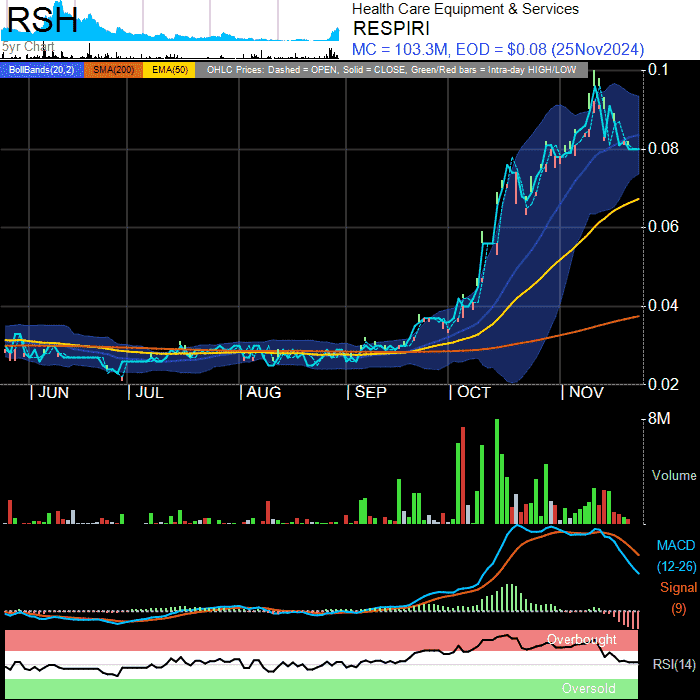 RSH
5yr Chart
Health Care Equipment & Services
RESPIRI
MC = 103.3M, EOD = $0.08 (25Nov2024)
BollBands(20,2) SMA(200) EMA(50) OHLC Prices: Dashed = OPEN, Solid = CLOSE, Green/Red bars = Intra-day HIGH/LOW
0.1
0.08
0.06
0.04
0.02
| JUN | JUL | AUG | SEP | OCT | NOV
8M
Volume
MACD
(12-26)
Signal
(9)
Overbought
RSI(14)
Oversold